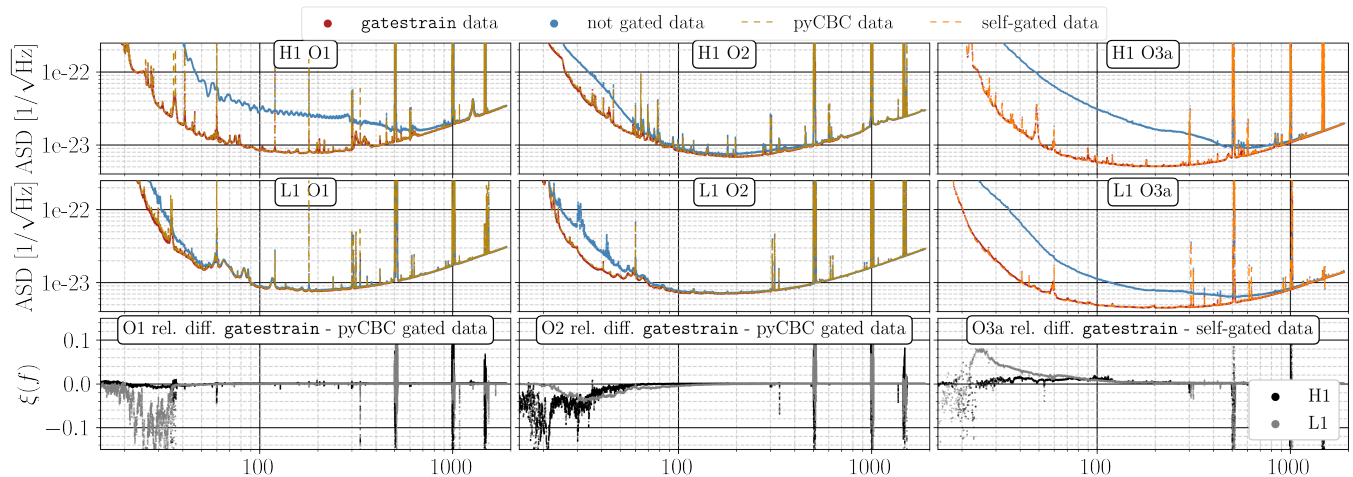 gatestrain data not gated data pyCBC data self-gated data
H1 O1 H1 O2 H1 O3a
ASD [1/√Hz]
1e-22
1e-23
L1 O1 L1 O2 L1 O3a
ASD [1/√Hz]
1e-22
1e-23
O1 rel. diff. gatestrain - pyCBC gated data O2 rel. diff. gatestrain - pyCBC gated data O3a rel. diff. gatestrain - self-gated data
ξ(f)
0.1
0.0
−0.1
H1
L1
100 1000 100 1000 100 1000